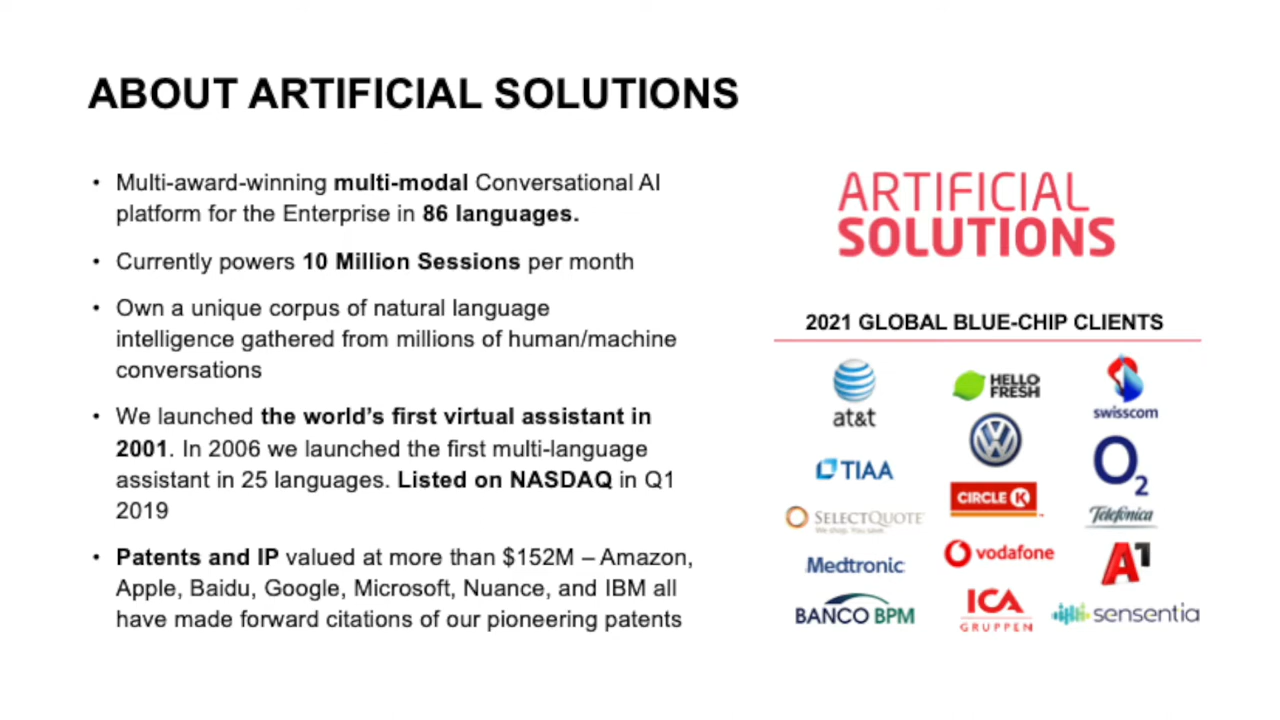 ABOUT ARTIFICIAL SOLUTIONS
• Multi-award-winning multi-modal Conversational AI
platform for the Enterprise in 86 languages.
• Currently powers 10 Million Sessions per month
• Own a unique corpus of natural language
intelligence gathered from millions of human/machine
conversations
• We launched the world's first virtual assistant in
2001. In 2006 we launched the first multi-language
assistant in 25 languages. Listed on NASDAQ in Q1
2019
• Patents and IP valued at more than $152M – Amazon,
Apple, Baidu, Google, Microsoft, Nuance, and IBM all
have made forward citations of our pioneering patents
ARTIFICIAL
SOLUTIONS
2021 GLOBAL BLUE-CHIP CLIENTS
at&t
HELLO
FRESH
swisscom
TIAA
O2
CIRCLE K
SELECTQUOTE
We shop. You save.
Telefónica
Medtronic
vodafone
A1
BANCO BPM
ICA
GRUPPEN
sensentia